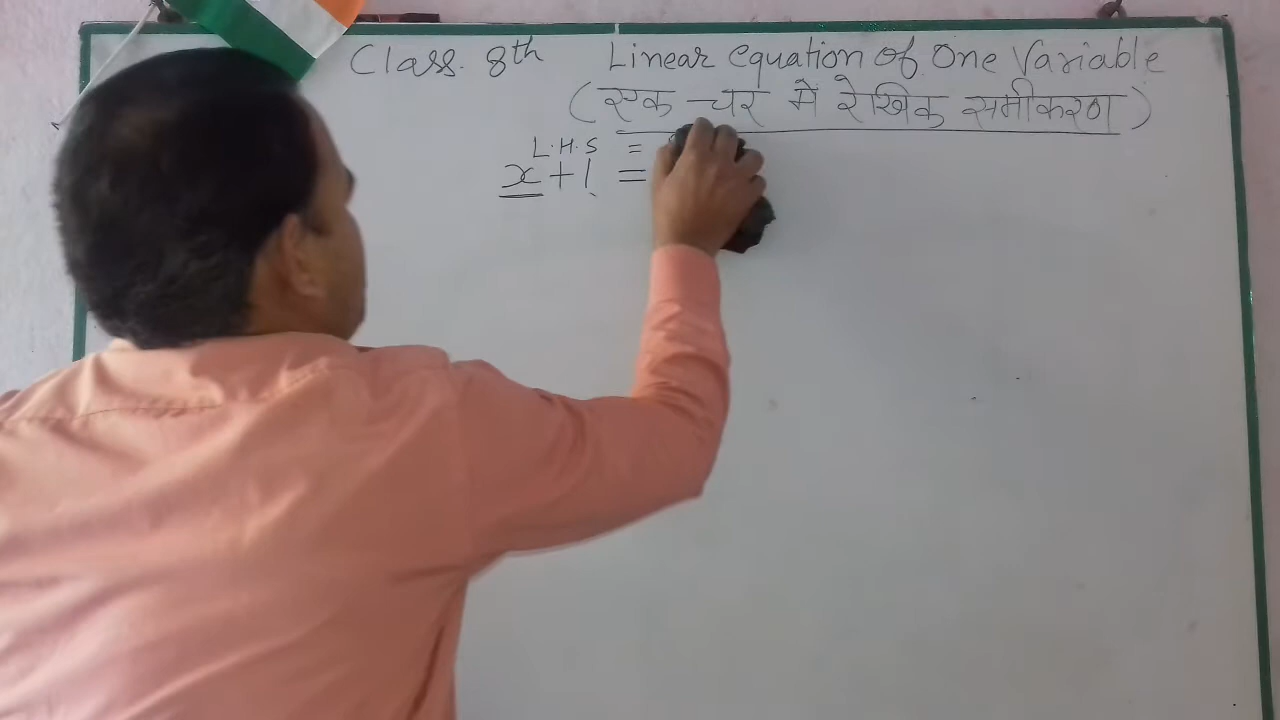 Class. 8th Linear equation of One Variable
(एक चर में रेखिक समीकरण)
L.H.S =
x+1 =